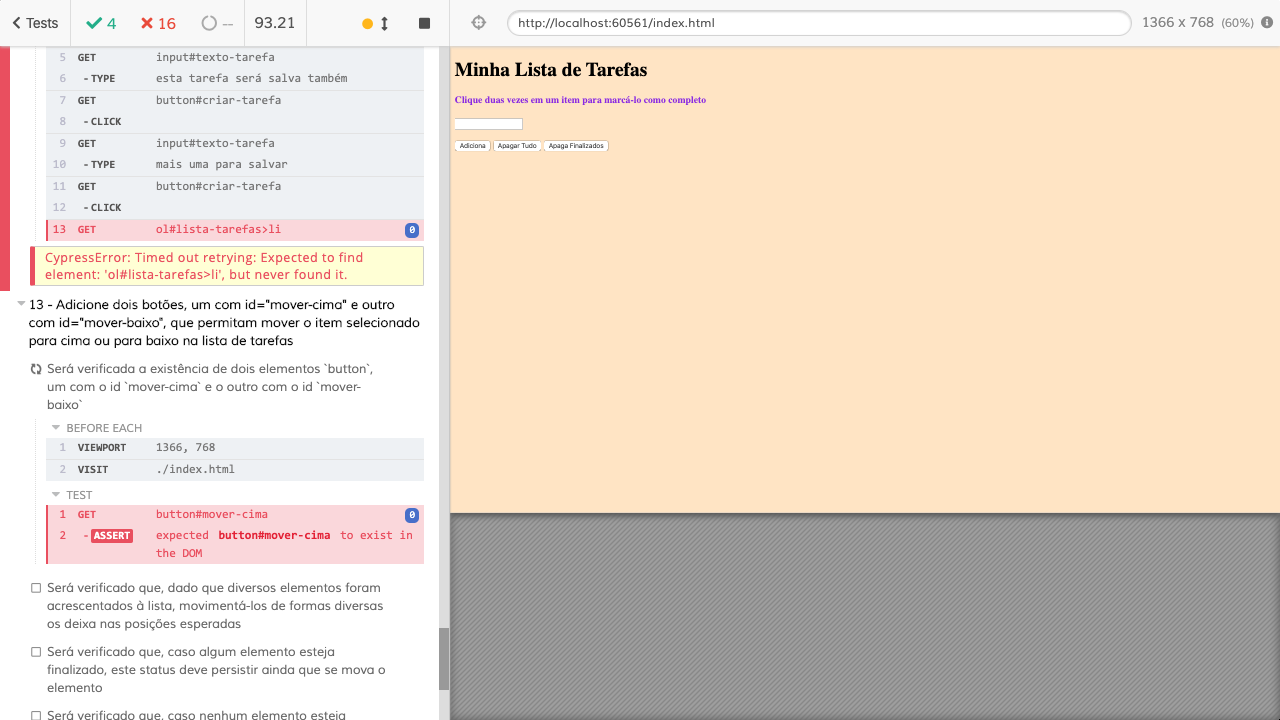 Tests 4 16 -- 93.21 http://localhost:60561/index.html 1366 x 768 (60%)
5 GET input#texto-tarefa
6 - TYPE esta tarefa será salva também
7 GET button#criar-tarefa
8 - CLICK
9 GET input#texto-tarefa
10 - TYPE mais uma para salvar
11 GET button#criar-tarefa
12 - CLICK
13 GET ol#lista-tarefas>li 0
CypressError: Timed out retrying: Expected to find
element: 'ol#lista-tarefas>li', but never found it.
13 - Adicione dois botões, um com id="mover-cima" e outro
com id="mover-baixo", que permitam mover o item selecionado
para cima ou para baixo na lista de tarefas
Será verificada a existência de dois elementos `button`,
um com o id `mover-cima` e o outro com o id `mover-
baixo`
BEFORE EACH
1 VIEWPORT 1366, 768
2 VISIT ./index.html
TEST
1 GET button#mover-cima 0
2 - ASSERT expected button#mover-cima to exist in
the DOM
Será verificado que, dado que diversos elementos foram
acrescentados à lista, movimentá-los de formas diversas
os deixa nas posições esperadas
Será verificado que, caso algum elemento esteja
finalizado, este status deve persistir ainda que se mova o
elemento
Será verificado que, caso nenhum elemento esteja
Minha Lista de Tarefas
Clique duas vezes em um item para marcá-lo como completo
Adiciona Apagar Tudo Apaga Finalizados